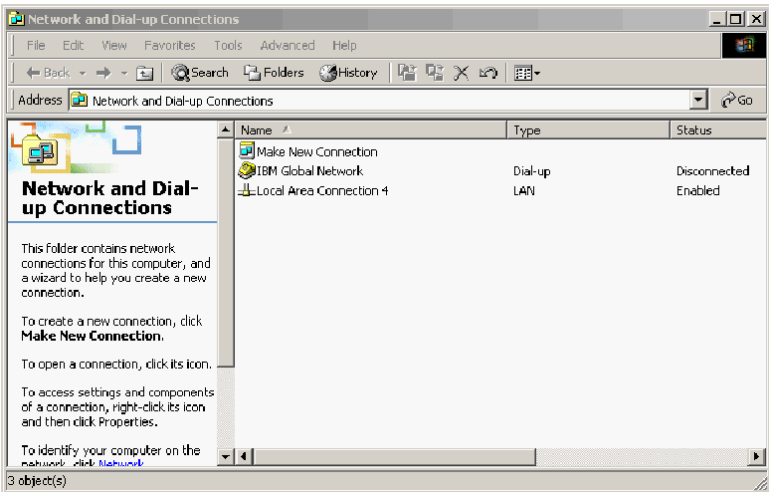 Network and Dial-up Connections
File Edit View Favorites Tools Advanced Help
Back Search Folders History
Address Network and Dial-up Connections Go
Name Type Status
Make New Connection
IBM Global Network Dial-up Disconnected
Local Area Connection 4 LAN Enabled
Network and Dial-
up Connections
This folder contains network
connections for this computer, and
a wizard to help you create a new
connection.
To create a new connection, click
Make New Connection.
To open a connection, click its icon.
To access settings and components
of a connection, right-click its icon
and then click Properties.
To identify your computer on the
network, click Network
3 object(s)